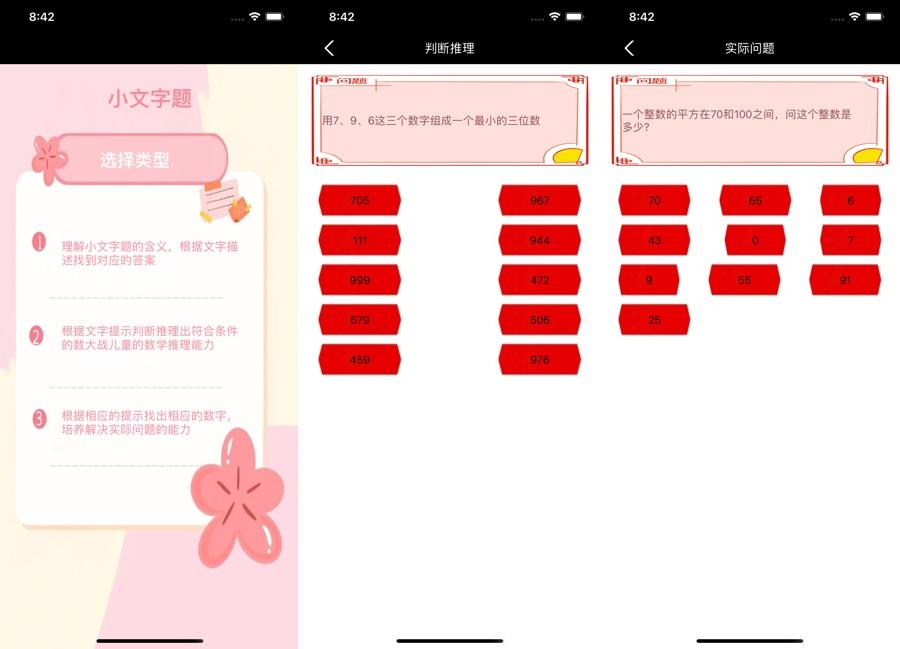 8:42
小文字题
选择类型
1
理解小文字题的含义，根据文字描
述找到对应的答案
2
根据文字提示判断推理出符合条件
的数大战儿童的数学推理能力
3
根据相应的提示找出相应的数字，
培养解决实际问题的能力
8:42
判断推理
问题
用7、9、6这三个数字组成一个最小的三位数
705
967
111
944
999
472
679
506
459
976
8:42
实际问题
问题
一个整数的平方在70和100之间，问这个整数是
多少?
70
65
6
43
0
7
9
55
91
25